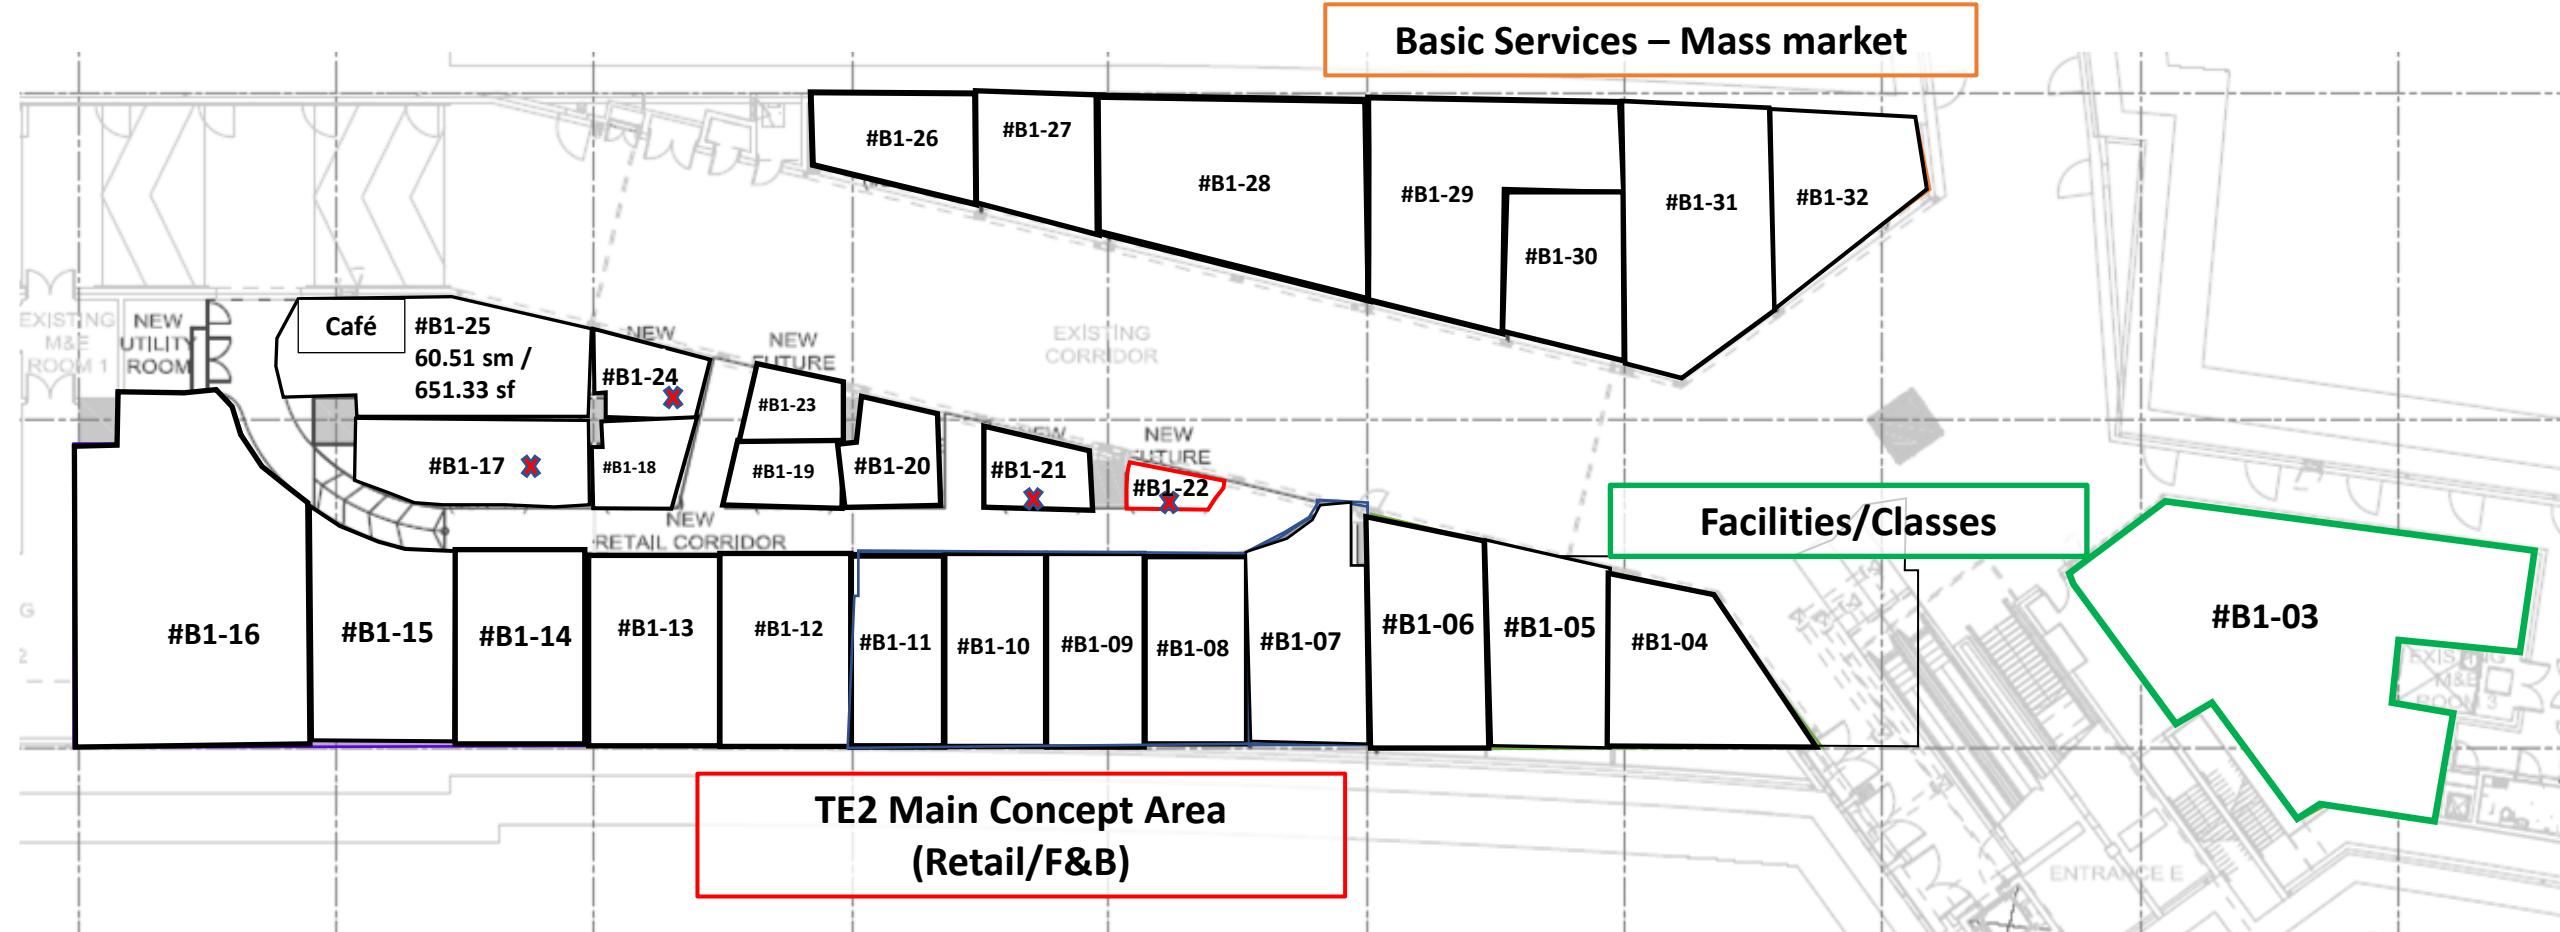 Basic Services – Mass market
#B1-26
#B1-27
#B1-28
#B1-29
#B1-30
#B1-31
#B1-32
EXISTING
M&E
ROOM 1
NEW
UTILITY
ROOM
Café
#B1-25
60.51 sm /
651.33 sf
NEW
#B1-24
NEW
FUTURE
#B1-23
EXISTING
CORRIDOR
#B1-17
#B1-18
#B1-19
#B1-20
NEW
#B1-21
NEW
FUTURE
#B1-22
NEW
RETAIL CORRIDOR
Facilities/Classes
#B1-16
#B1-15
#B1-14
#B1-13
#B1-12
#B1-11
#B1-10
#B1-09
#B1-08
#B1-07
#B1-06
#B1-05
#B1-04
#B1-03
EXISTING
M&E
ROOM 3
G
2
TE2 Main Concept Area
(Retail/F&B)
ENTRANCE E